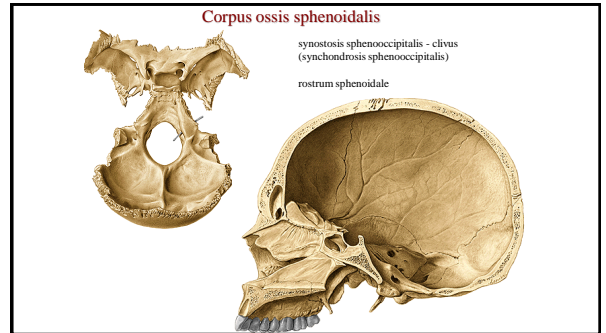 Corpus ossis sphenoidalis
synostosis sphenooccipitalis - clivus
(synchondrosis sphenooccipitalis)
rostrum sphenoidale